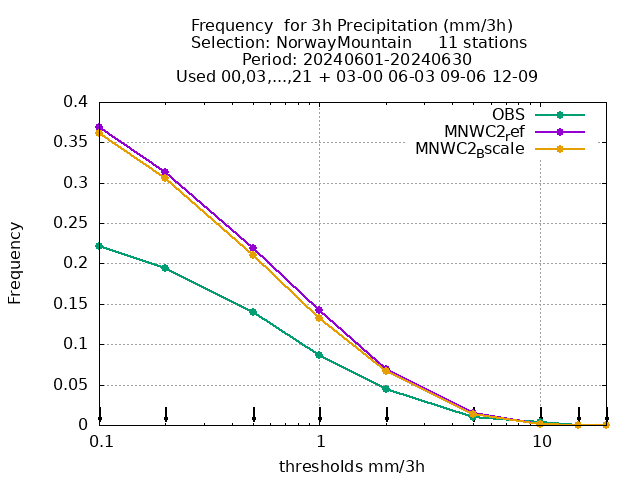 Frequency  for 3h Precipitation (mm/3h)
Selection: NorwayMountain     11 stations
Period: 20240601-20240630
Used 00,03,...,21 + 03-00 06-03 09-06 12-09
OBS
MNWC2ref
MNWC2Bscale
0.4
0.35
0.3
0.25
0.2
0.15
0.1
0.05
0
Frequency
0.1
1
10
thresholds mm/3h